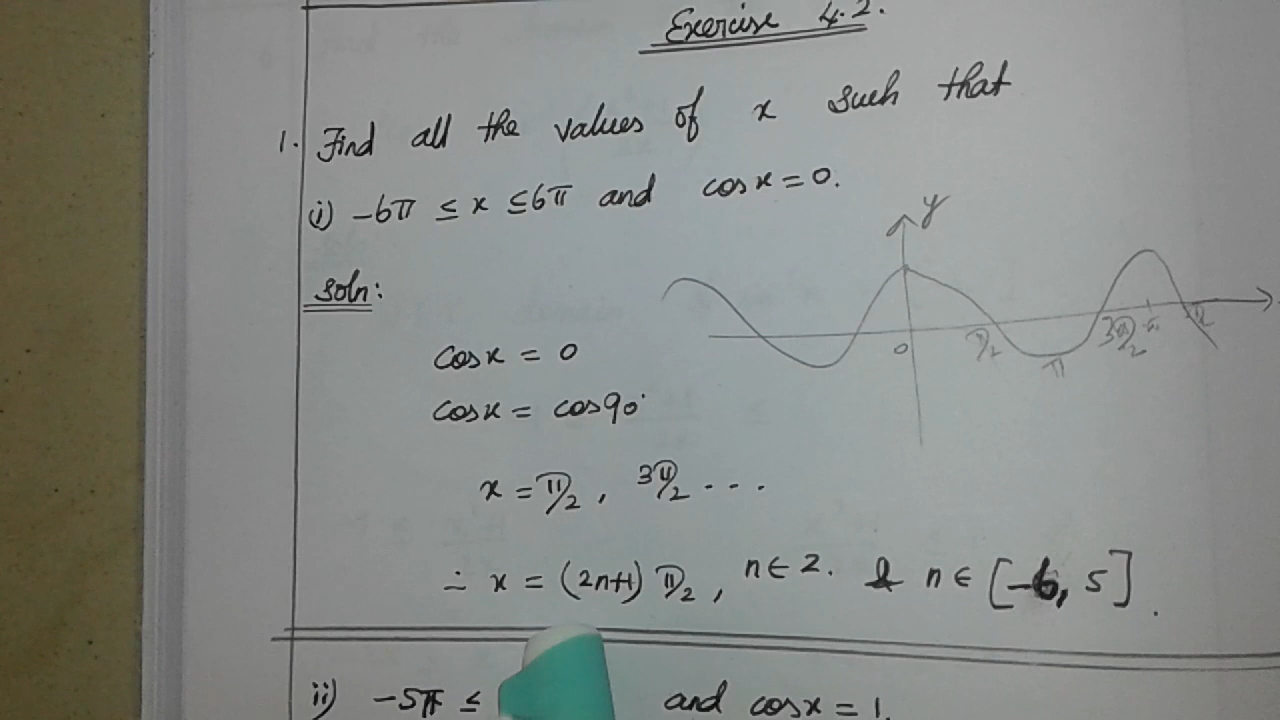 Exercise 4.2.
1. Find all the values of x such that
i) -6π ≤ x ≤ 6π and cos x = 0.
Soln:
y
0 π/2 π 3π/2
cos x = 0
cos x = cos 90°
x = π/2, 3π/2 ...
∴ x = (2n+1) π/2, n ∈ Z. & n ∈ [-6, 5].
ii) -5π ≤ and cos x = 1.